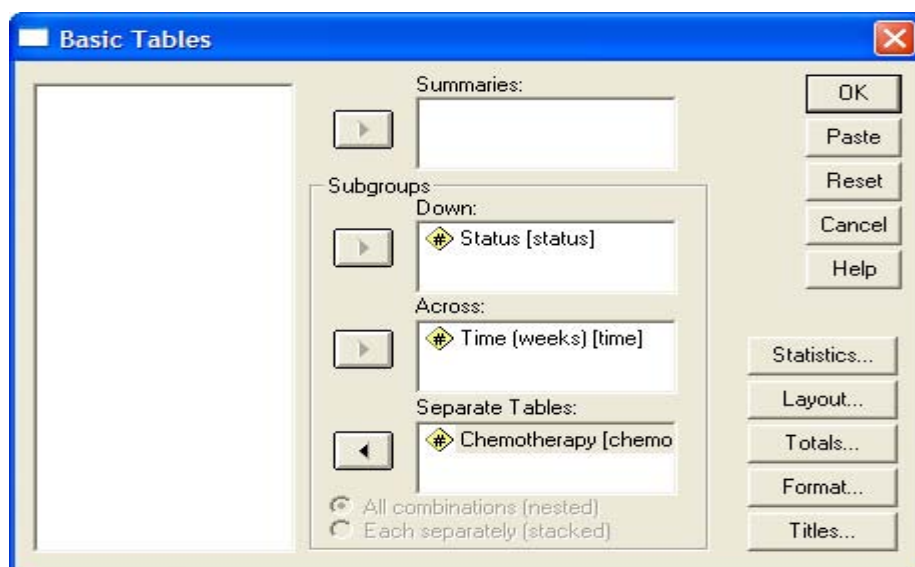 Basic Tables
Summaries:
OK
Paste
Reset
Cancel
Help
Subgroups
Down:
# Status [status]
Across:
# Time (weeks) [time]
Separate Tables:
# Chemotherapy [chemo
All combinations (nested)
Each separately (stacked)
Statistics...
Layout...
Totals...
Format...
Titles...